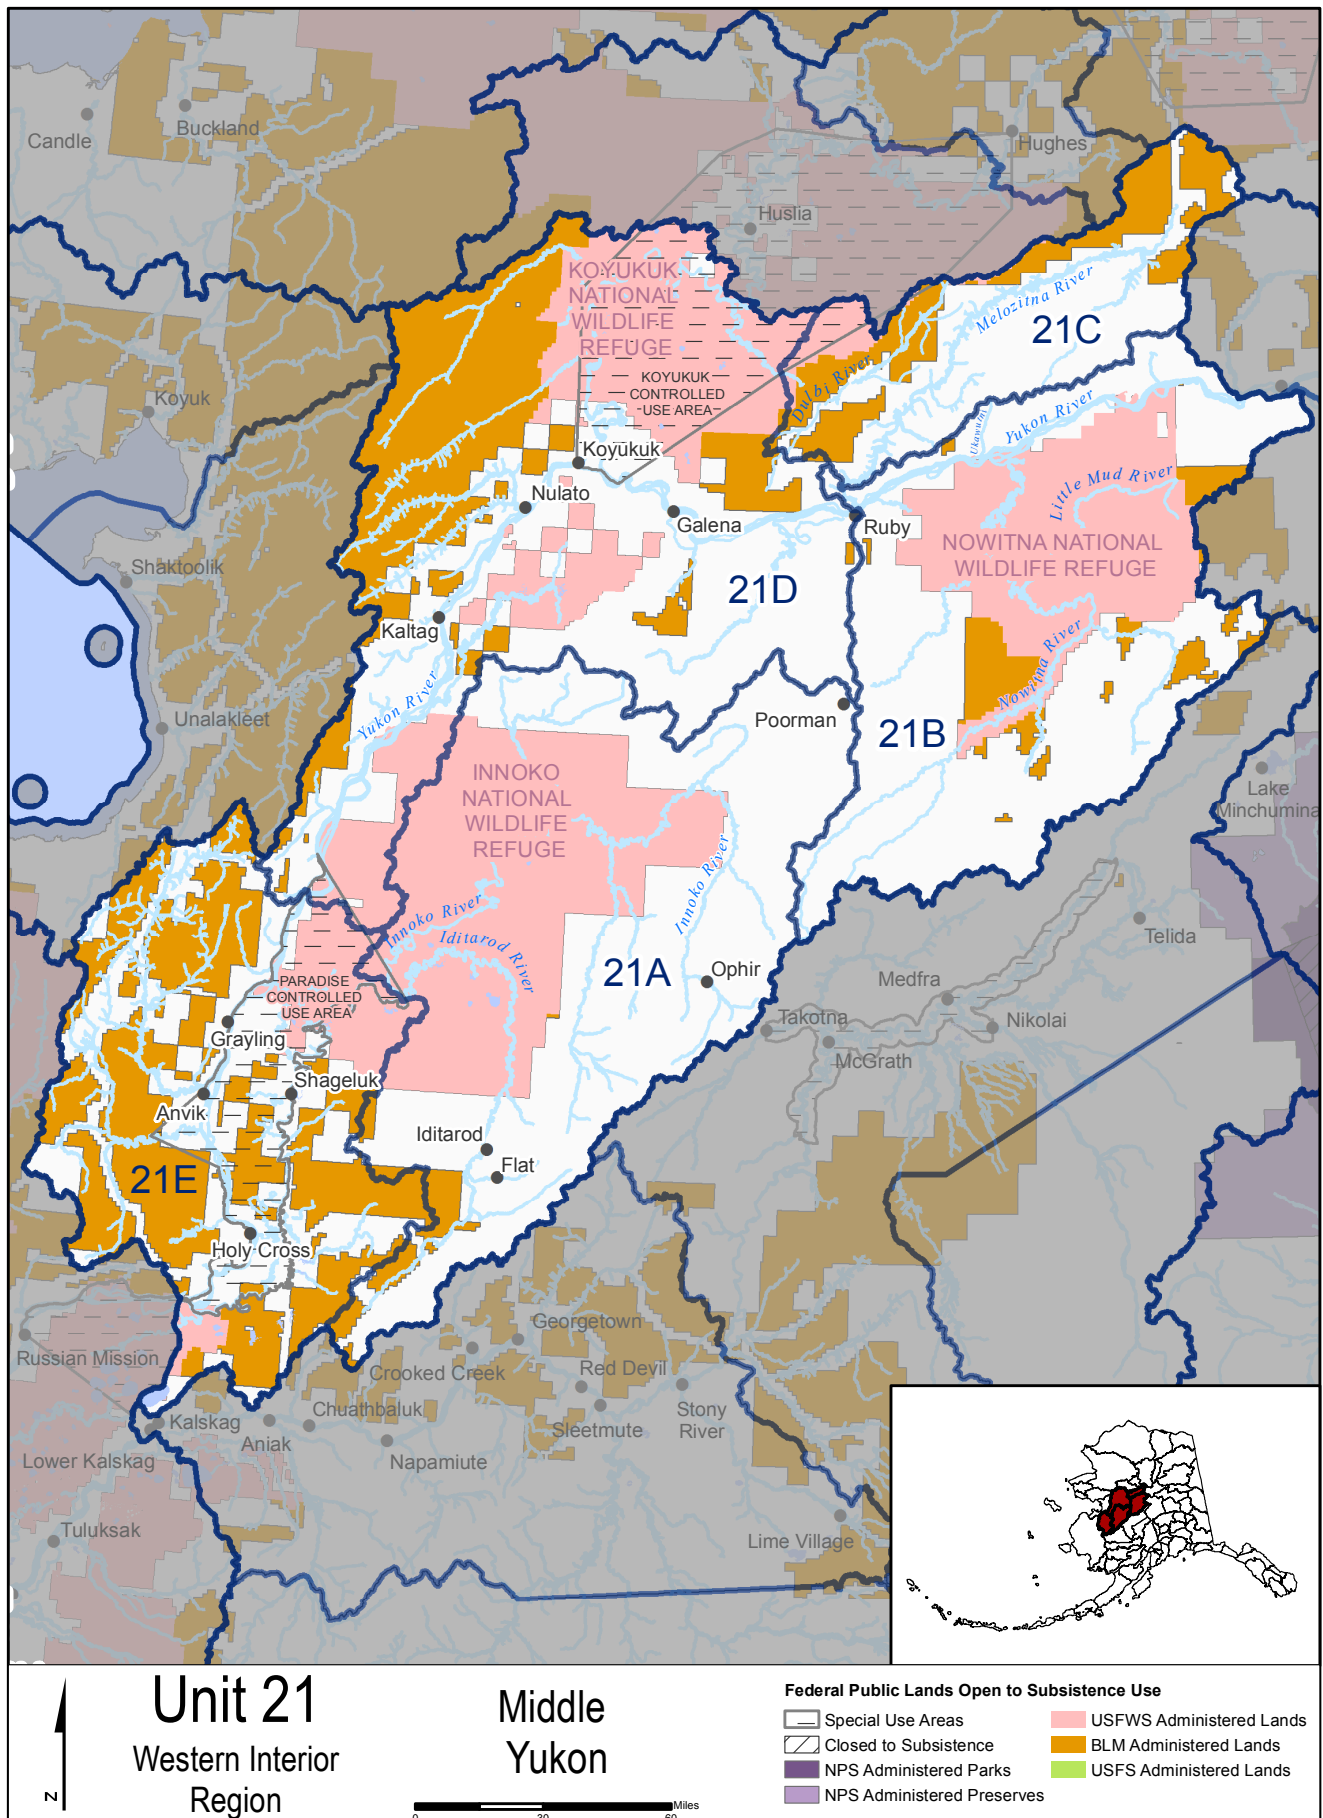 Candle
Buckland
Hughes
Huslia
KOYUKUK
NATIONAL
WILDLIFE
REFUGE
Melozitna River
21C
KOYUKUK
CONTROLLED
USE AREA
Dulbi River
Koyuk
Yukon River
Koyukuk
Little Mud River
Nulato
Galena
Ruby
NOWITNA NATIONAL
WILDLIFE REFUGE
Shaktoolik
21D
Kaltag
Nowitna River
Yukon River
Unalakleet
Poorman
21B
INNOKO
NATIONAL
WILDLIFE
REFUGE
Lake
Minchumina
Innoko River
Innoko River
Iditarod River
Telida
21A
Ophir
Medfra
PARADISE
CONTROLLED
USE AREA
Grayling
Takotna
Nikolai
McGrath
Shageluk
Anvik
Iditarod
Flat
21E
Holy Cross
Georgetown
Russian Mission
Crooked Creek
Red Devil
Chuathbaluk
Kalskag
Aniak
Sleetmute
Stony
River
Napamiute
Lower Kalskag
Tuluksak
Lime Village
N
Unit 21
Western Interior
Region
Middle
Yukon
0 30 60 Miles
Federal Public Lands Open to Subsistence Use
Special Use Areas
Closed to Subsistence
NPS Administered Parks
NPS Administered Preserves
USFWS Administered Lands
BLM Administered Lands
USFS Administered Lands